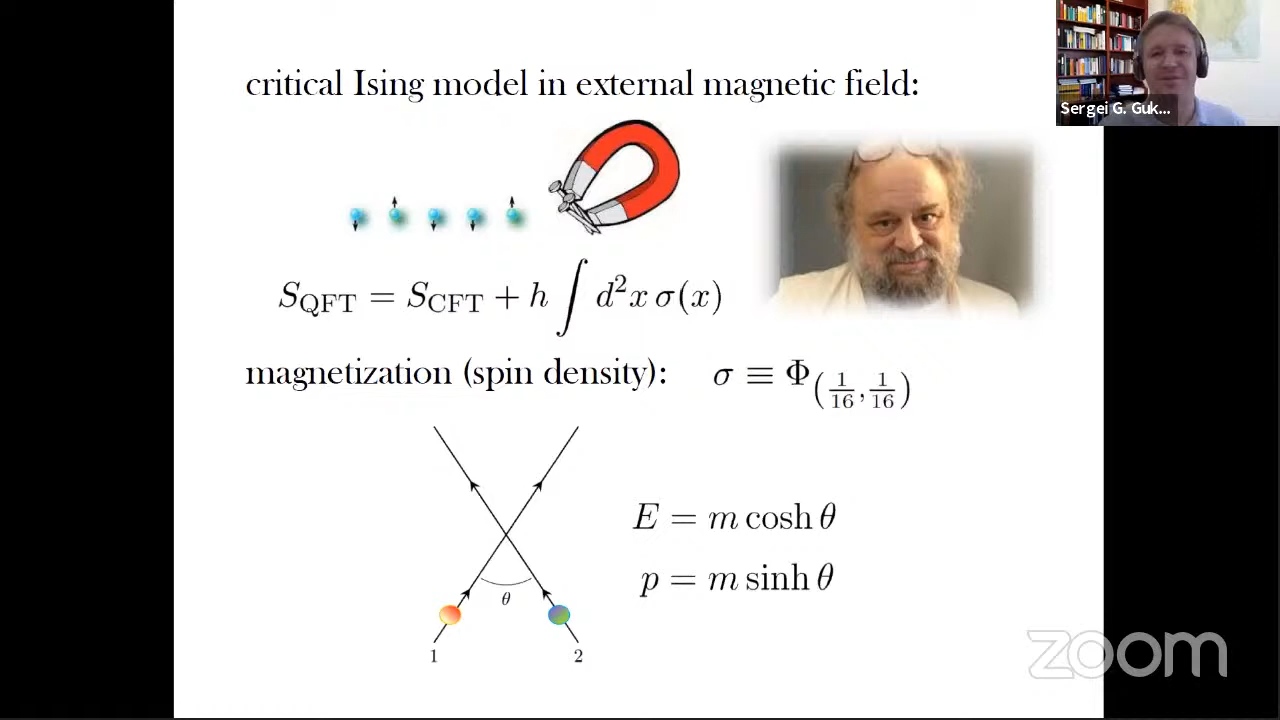 critical Ising model in external magnetic field:
Sergei G. Guk...
S_QFT = S_CFT + h ∫ d²x σ(x)
magnetization (spin density): σ ≡ Φ_(1/16, 1/16)
E = m cosh θ
p = m sinh θ
θ
1 2
zoom